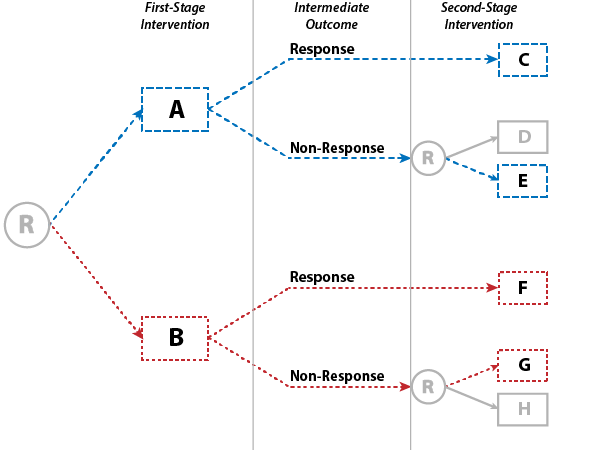 First-Stage
Intervention
Intermediate
Outcome
Second-Stage
Intervention
Response
C
A
D
Non-Response
R
E
R
Response
F
B
G
Non-Response
R
H